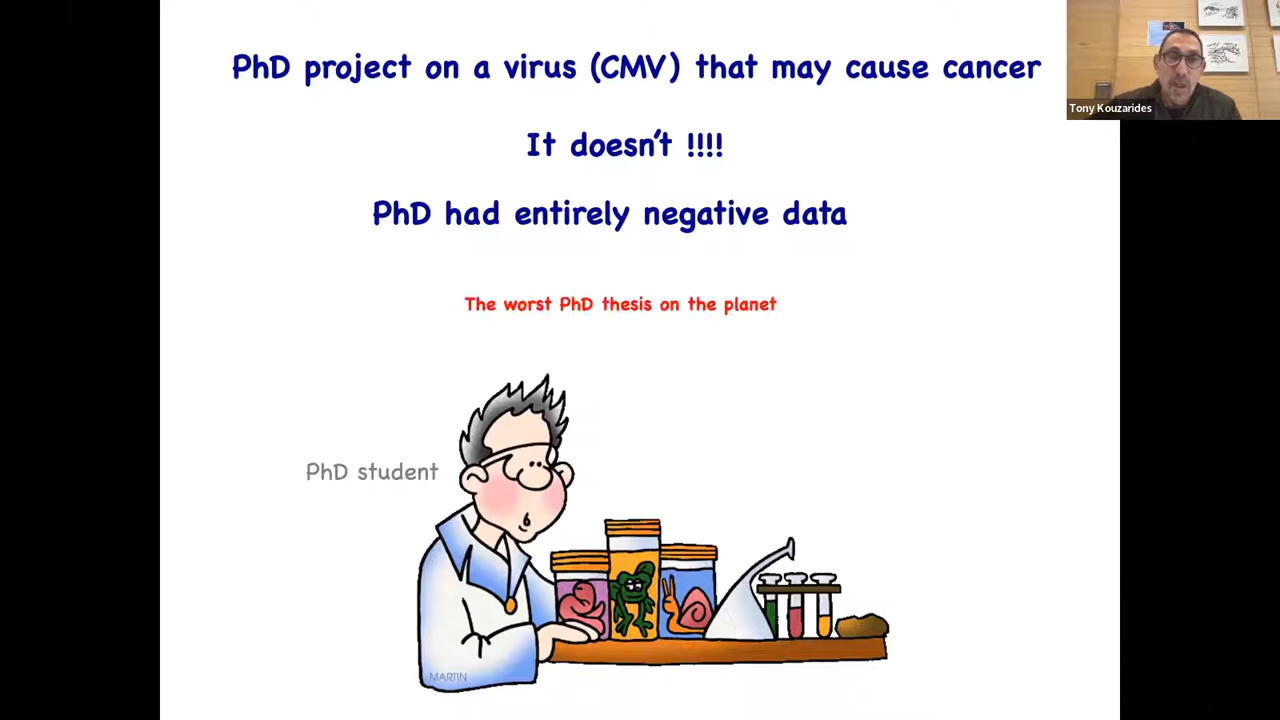 PhD project on a virus (CMV) that may cause cancer
Tony Kouzarides
It doesn't !!!!
PhD had entirely negative data
The worst PhD thesis on the planet
PhD student
MARTIN